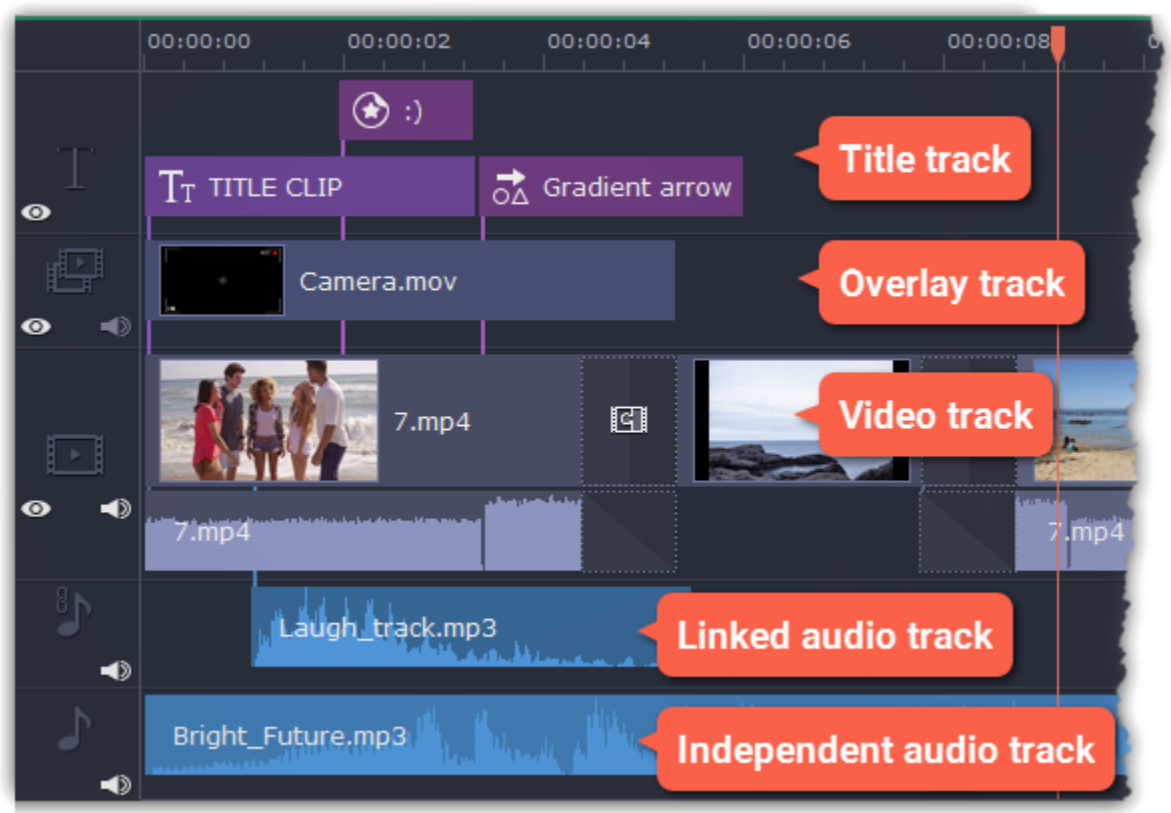 00:00:00 00:00:02 00:00:04 00:00:06 00:00:08
:)
Title track
TITLE CLIP Gradient arrow
Camera.mov
Overlay track
7.mp4
Video track
7.mp4 7.mp4
Laugh_track.mp3
Linked audio track
Bright_Future.mp3
Independent audio track